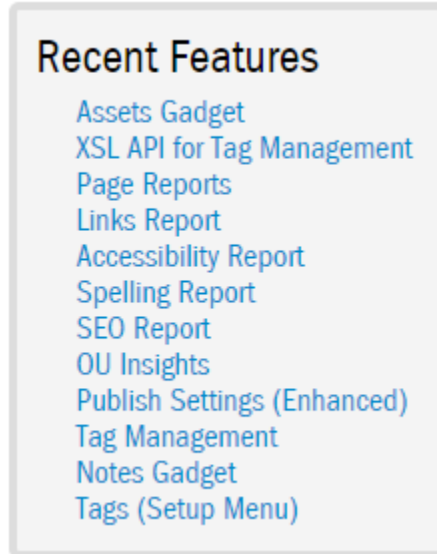 Recent Features
Assets Gadget
XSL API for Tag Management
Page Reports
Links Report
Accessibility Report
Spelling Report
SEO Report
OU Insights
Publish Settings (Enhanced)
Tag Management
Notes Gadget
Tags (Setup Menu)